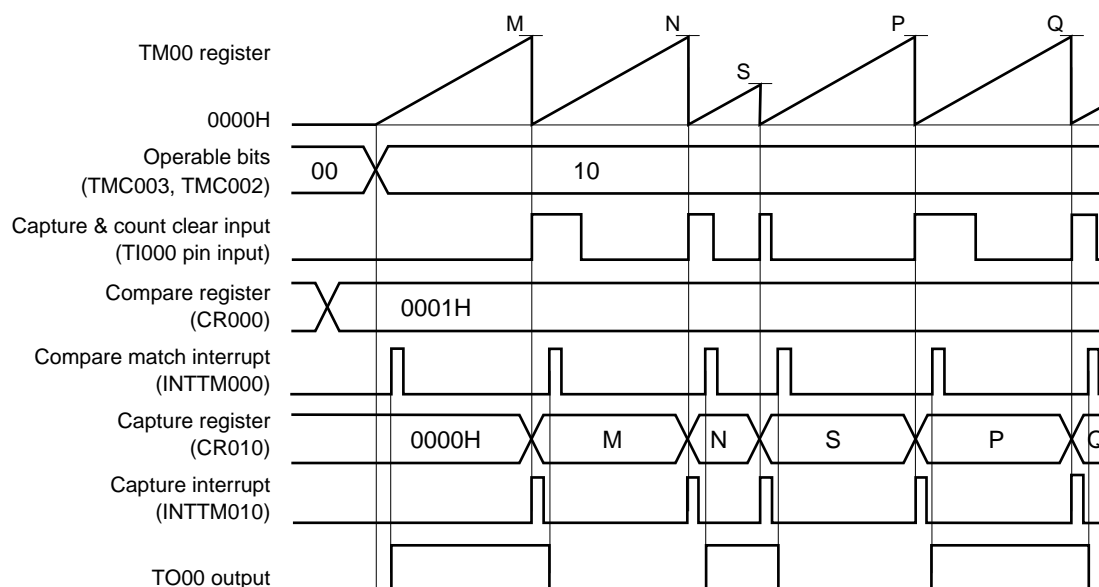 M N S P Q
TM00 register
0000H
Operable bits
(TMC003, TMC002)
00 10
Capture & count clear input
(TI000 pin input)
Compare register
(CR000)
0001H
Compare match interrupt
(INTTM000)
Capture register
(CR010)
0000H M N S P Q
Capture interrupt
(INTTM010)
TO00 output